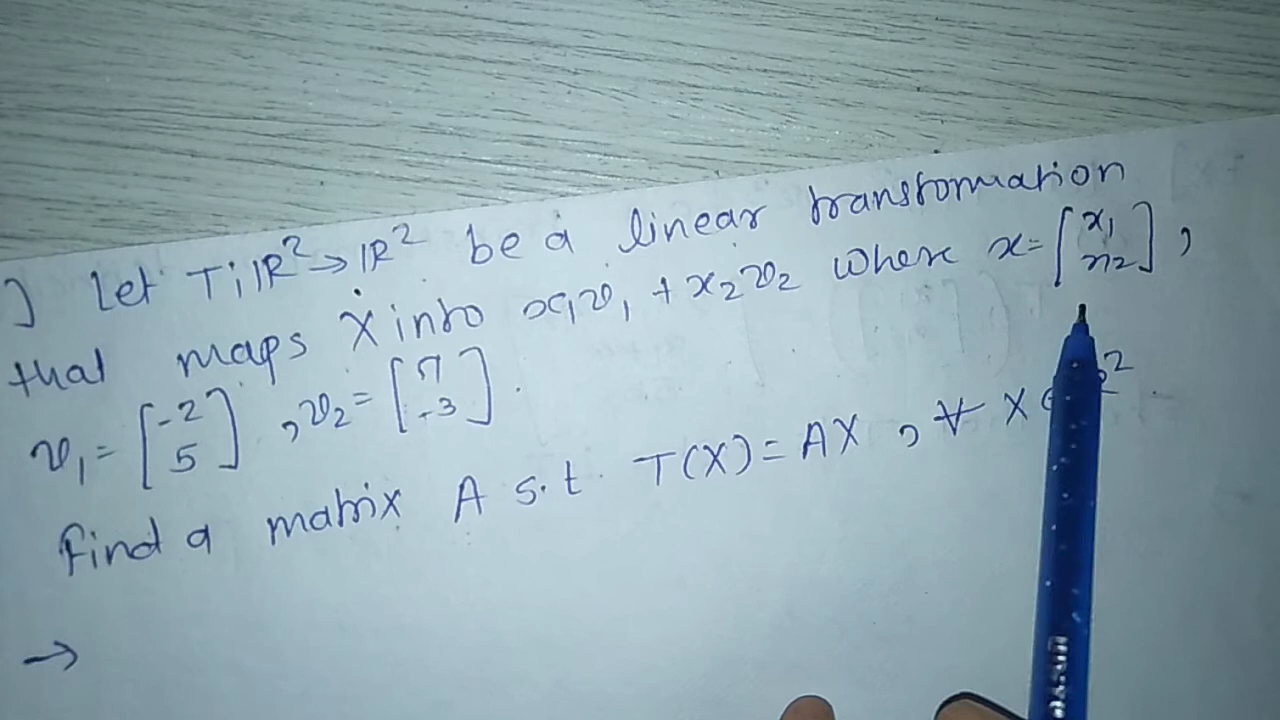 ] Let T: ℝ² → ℝ² be a linear transformation
that maps X into x₁v₁ + x₂v₂ where x = [x₁ x₂],
v₁ = [-2 5], v₂ = [7 -3].
Find a matrix A s.t. T(X) = AX, ∀ X
→